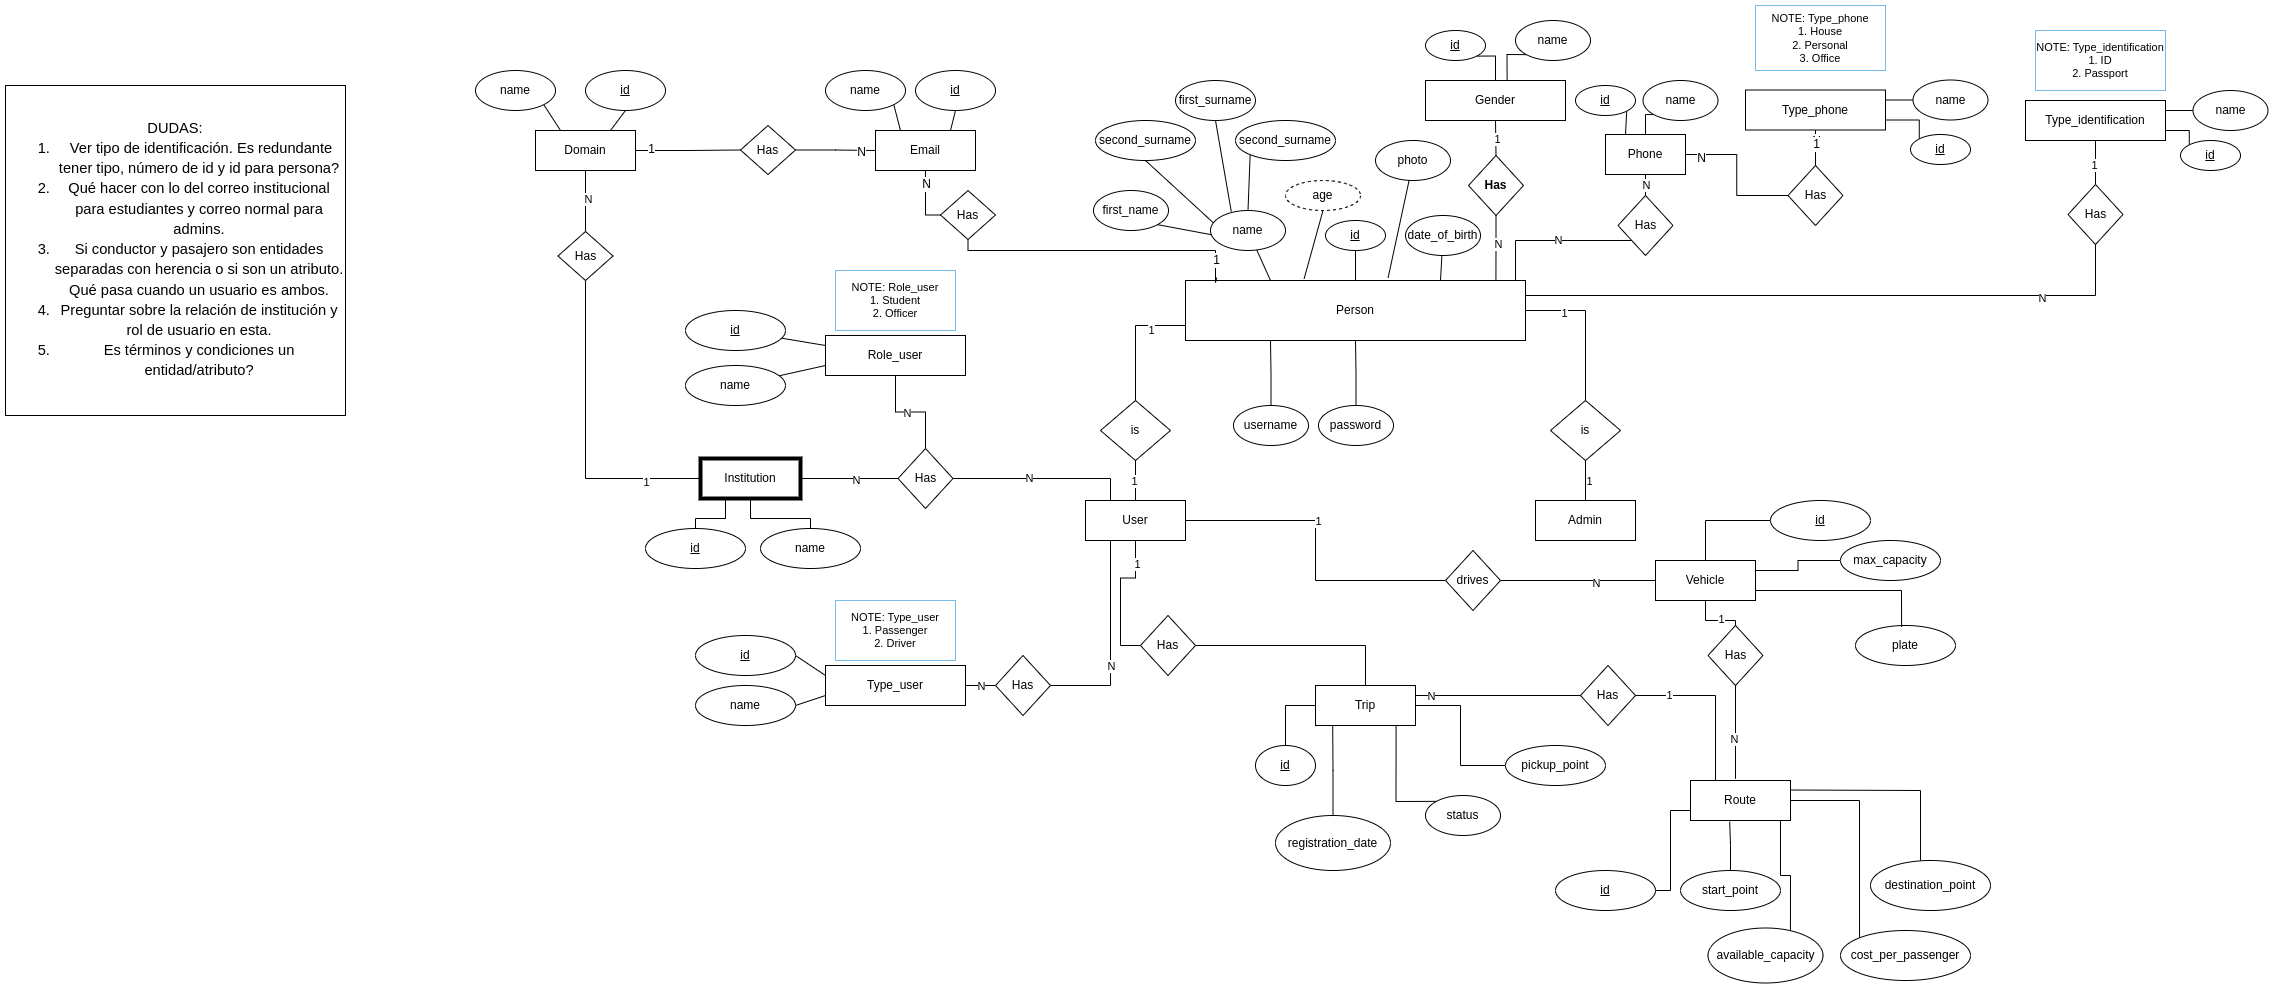 DUDAS:
1. Ver tipo de identificación. Es redundante
tener tipo, número de id y id para persona?
2. Qué hacer con lo del correo institucional
para estudiantes y correo normal para
admins.
3. Si conductor y pasajero son entidades
separadas con herencia o si son un atributo.
Qué pasa cuando un usuario es ambos.
4. Preguntar sobre la relación de institución y
rol de usuario en esta.
5. Es términos y condiciones un
entidad/atributo?
name
id
Domain
1
Has
N
name
id
Email
N
Has
1
N
Has
1
first_surname
second_surname
second_surname
first_name
name
age
photo
id
date_of_birth
id
name
Gender
1
Has
N
id
name
Phone
N
Has
N
N
NOTE: Type_phone
1. House
2. Personal
3. Office
Type_phone
name
id
1
Has
NOTE: Type_identification
1. ID
2. Passport
Type_identification
name
id
1
Has
N
Person
username
password
1
is
1
1
is
1
Admin
NOTE: Role_user
1. Student
2. Officer
id
name
Role_user
N
Institution
N
Has
N
id
name
User
1
drives
N
Vehicle
id
max_capacity
plate
1
Has
N
1
Has
NOTE: Type_user
1. Passenger
2. Driver
id
name
Type_user
N
Has
N
Trip
N
Has
1
id
registration_date
status
pickup_point
Route
id
start_point
destination_point
available_capacity
cost_per_passenger